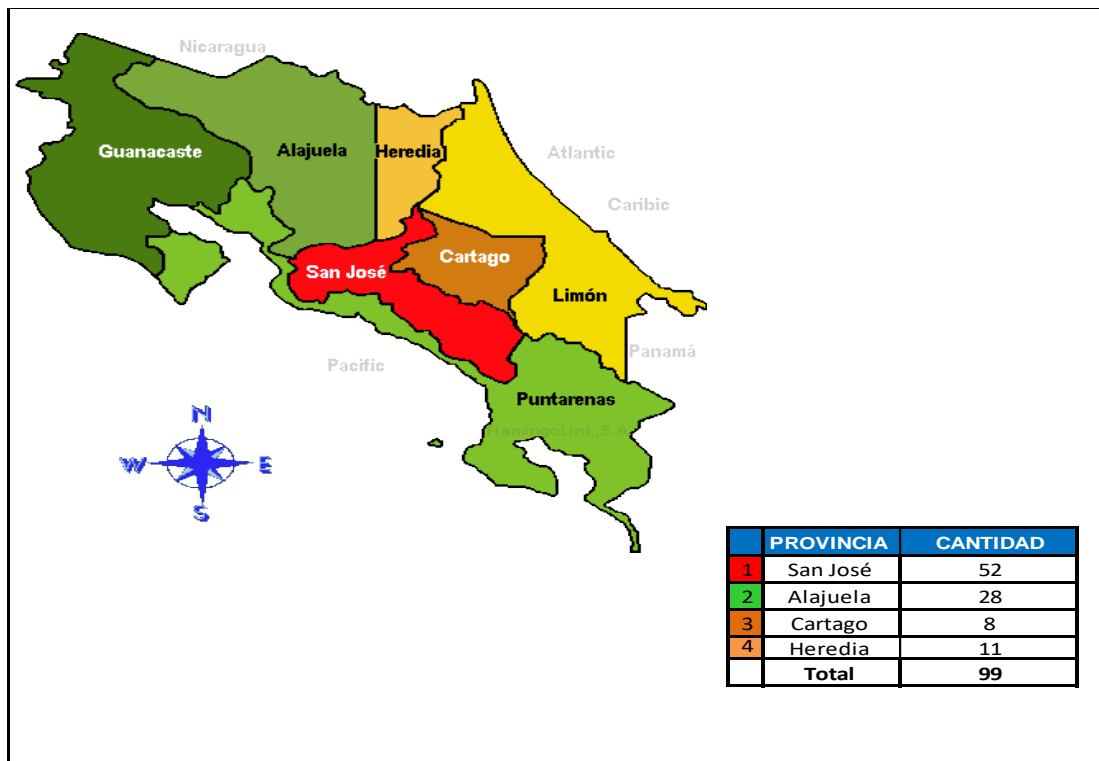 Nicaragua
Guanacaste
Alajuela
Heredia
Atlantic
Caribic
San José
Cartago
Limón
Pacific
Panamá
Puntarenas
FlamingoLink,S.A
N
W E
S
PROVINCIA CANTIDAD
1 San José 52
2 Alajuela 28
3 Cartago 8
4 Heredia 11
Total 99